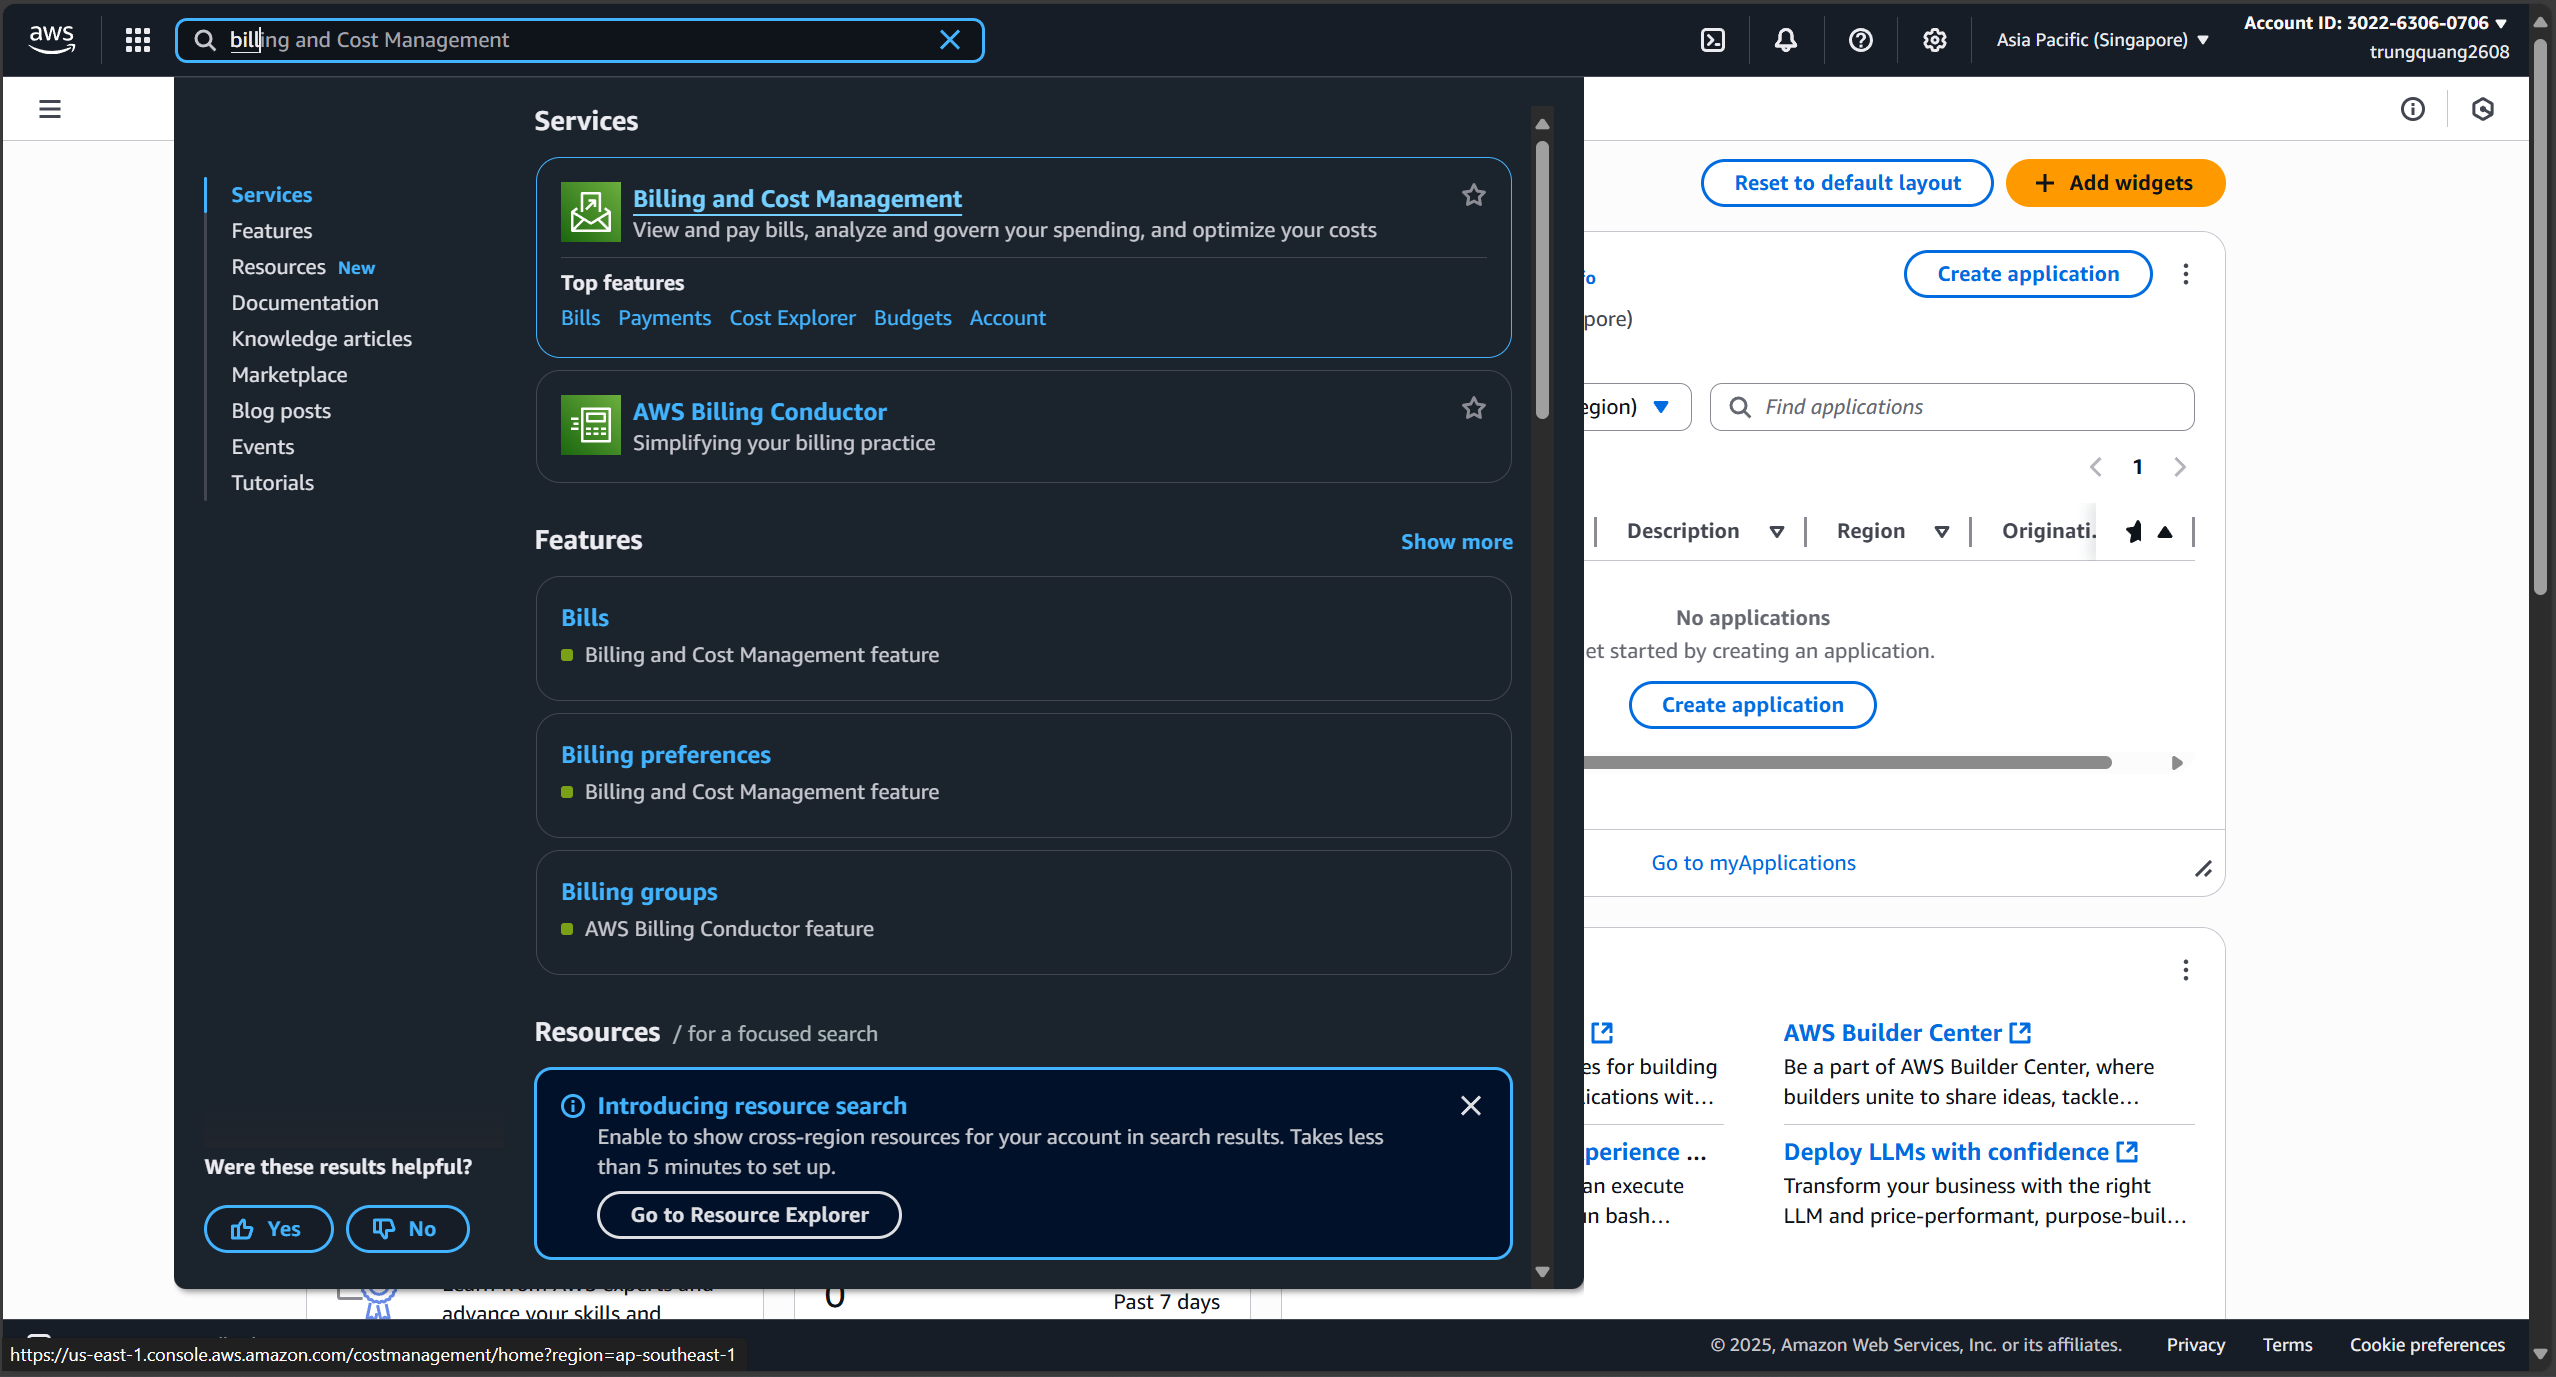 aws
billing and Cost Management
Account ID: 3022-6306-0706
Asia Pacific (Singapore)
trungquang2608
Services
Features
Resources New
Documentation
Knowledge articles
Marketplace
Blog posts
Events
Tutorials
Were these results helpful?
Yes
No
Services
Billing and Cost Management
View and pay bills, analyze and govern your spending, and optimize your costs
Top features
Bills Payments Cost Explorer Budgets Account
AWS Billing Conductor
Simplifying your billing practice
Features
Show more
Bills
Billing and Cost Management feature
Billing preferences
Billing and Cost Management feature
Billing groups
AWS Billing Conductor feature
Resources / for a focused search
Introducing resource search
Enable to show cross-region resources for your account in search results. Takes less
than 5 minutes to set up.
Go to Resource Explorer
Reset to default layout
+ Add widgets
Create application
pore)
egion)
Find applications
1
Description
Region
Originati.
No applications
et started by creating an application.
Create application
Go to myApplications
es for building
ications wit...
perience ...
an execute
n bash...
AWS Builder Center
Be a part of AWS Builder Center, where
builders unite to share ideas, tackle...
Deploy LLMs with confidence
Transform your business with the right
LLM and price-performant, purpose-buil...
advance your skills and
0
Past 7 days
https://us-east-1.console.aws.amazon.com/costmanagement/home?region=ap-southeast-1
© 2025, Amazon Web Services, Inc. or its affiliates.
Privacy
Terms
Cookie preferences